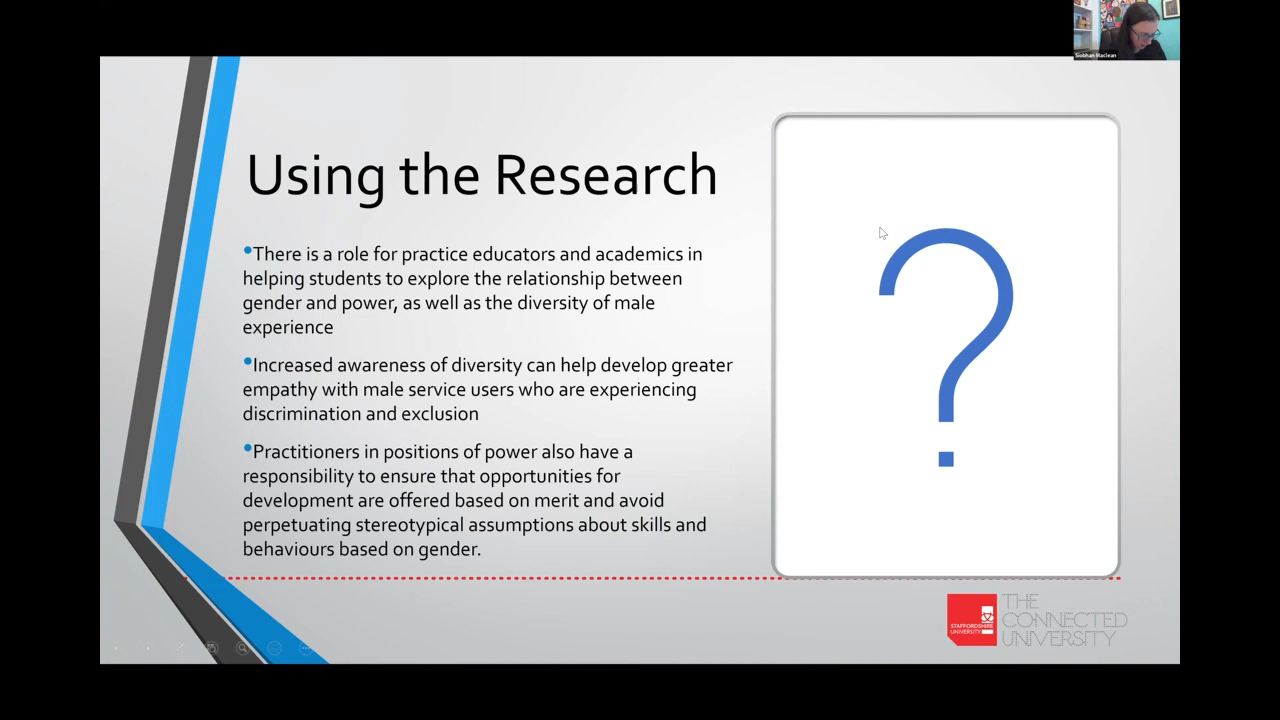 Siobhan Maclean
Using the Research
•There is a role for practice educators and academics in
helping students to explore the relationship between
gender and power, as well as the diversity of male
experience
•Increased awareness of diversity can help develop greater
empathy with male service users who are experiencing
discrimination and exclusion
•Practitioners in positions of power also have a
responsibility to ensure that opportunities for
development are offered based on merit and avoid
perpetuating stereotypical assumptions about skills and
behaviours based on gender.
?
STAFFORDSHIRE
UNIVERSITY
THE
CONNECTED
UNIVERSITY